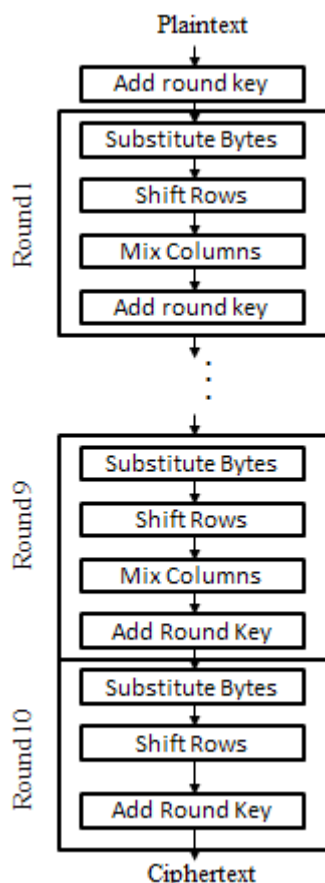 Plaintext
Add round key
Round1
Substitute Bytes
Shift Rows
Mix Columns
Add round key
Round9
Substitute Bytes
Shift Rows
Mix Columns
Add Round Key
Round10
Substitute Bytes
Shift Rows
Add Round Key
Ciphertext